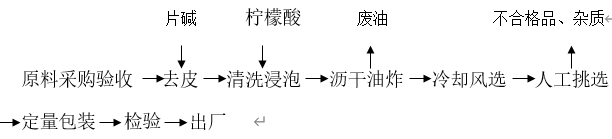 片碱 柠檬酸 废油 不合格品、杂质
原料采购验收 去皮 清洗浸泡 沥干油炸 冷却风选 人工挑选
定量包装 检验 出厂